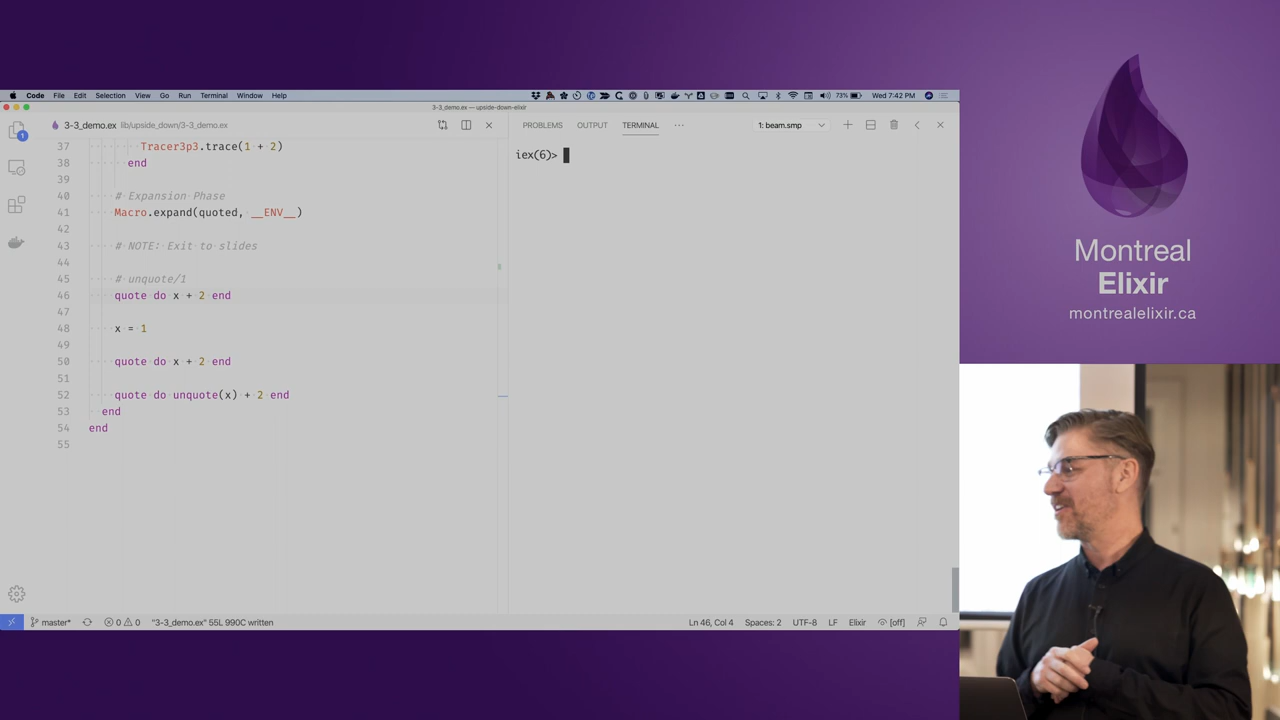 Code File Edit Selection View Go Run Terminal Window Help 73% Wed 7:42 PM
3-3_demo.ex — upside-down-elixir
3-3_demo.ex lib/upside_down/3-3_demo.ex
PROBLEMS OUTPUT TERMINAL ··· 1: beam.smp
1
37 Tracer3p3.trace(1 + 2)
38 end
39
40 # Expansion Phase
41 Macro.expand(quoted, __ENV__)
42
43 # NOTE: Exit to slides
44
45 # unquote/1
46 quote do x + 2 end
47
48 x = 1
49
50 quote do x + 2 end
51
52 quote do unquote(x) + 2 end
53 end
54 end
55
iex(6)>
master* 0 0 "3-3_demo.ex" 55L 990C written Ln 46, Col 4 Spaces: 2 UTF-8 LF Elixir [off]
Montreal
Elixir
montrealelixir.ca